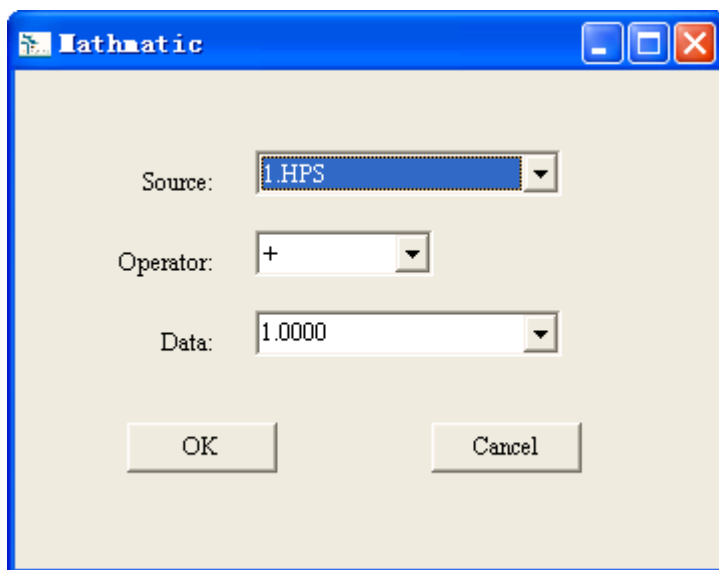 Mathmatic
Source: 1.HPS
Operator: +
Data: 1.0000
OK Cancel